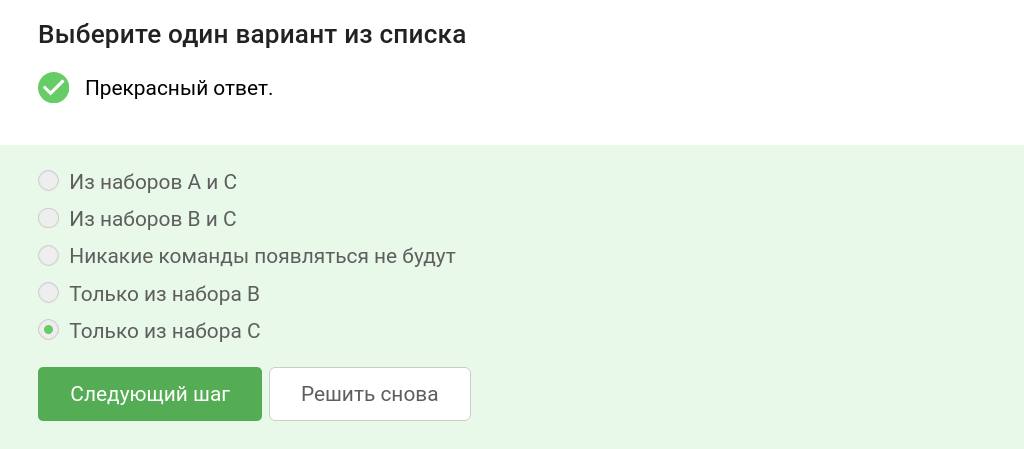 Выберите один вариант из списка
Прекрасный ответ.
Из наборов A и C
Из наборов B и C
Никакие команды появляться не будут
Только из набора B
Только из набора C
Следующий шаг
Решить снова